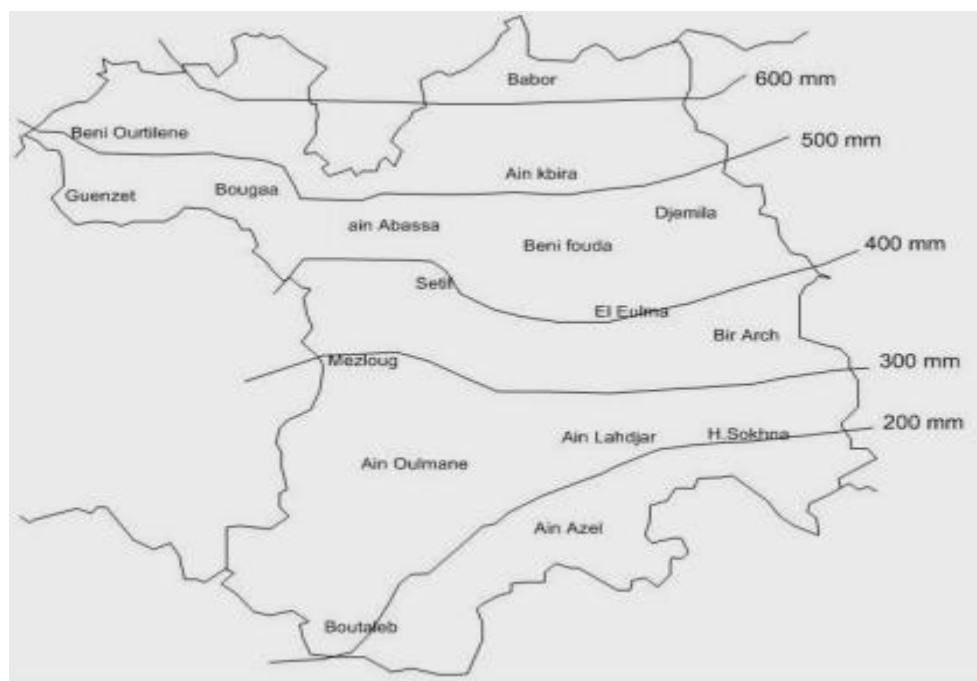 Babor
600 mm
Beni Ourtilene
500 mm
Ain kbira
Guenzet
Bougaa
Djemila
ain Abassa
Beni fouda
400 mm
Setif
El Eulma
Bir Arch
Mezloug
300 mm
200 mm
Ain Lahdjar
H.Sokhna
Ain Oulmane
Ain Azel
Boutaleb